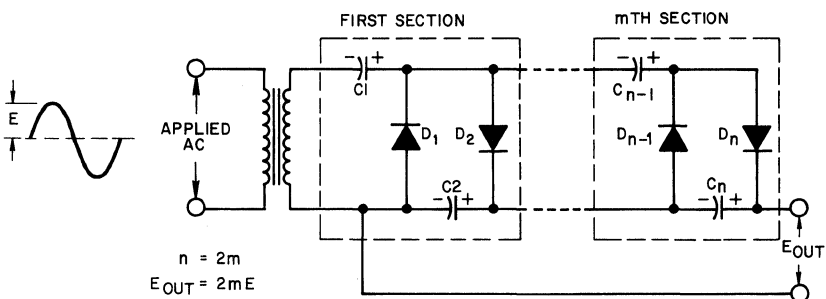 FIRST SECTION
mTH SECTION
- +
C1
- +
Cn-1
E
APPLIED
AC
D1
D2
Dn-1
Dn
C2
- +
Cn
- +
EOUT
n = 2m
EOUT = 2mE